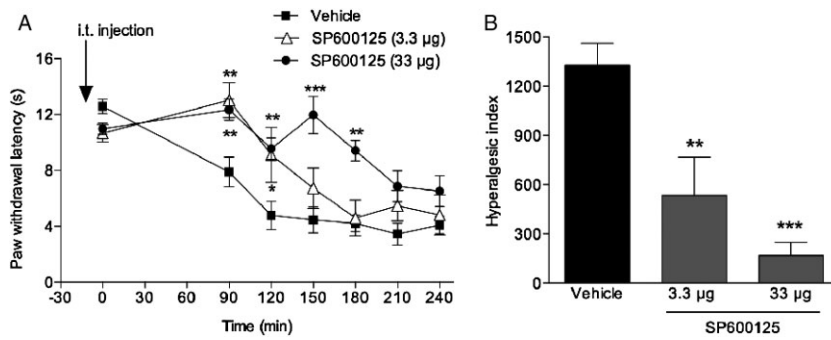 A
i.t. injection
Vehicle
SP600125 (3.3 µg)
SP600125 (33 µg)
16
12
8
4
0
Paw withdrawal latency (s)
**
**
***
**
**
*
-30 0 30 60 90 120 150 180 210 240
Time (min)
B
1500
1200
900
600
300
0
Hyperalgesic index
**
***
Vehicle 3.3 µg 33 µg
SP600125